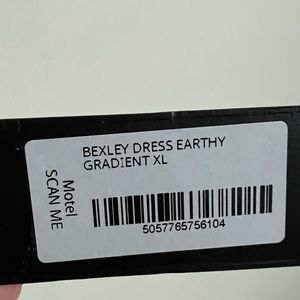 BEXLEY DRESS EARTHY
GRADIENT XL
Motel
SCAN ME
5057765756104